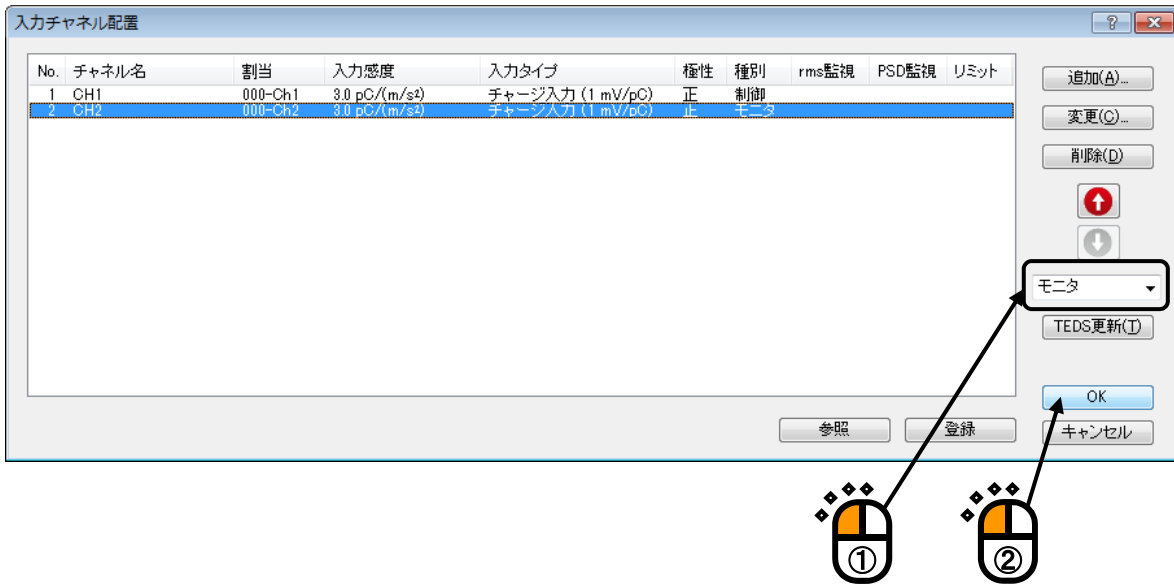 入力チャネル配置
No. チャネル名 割当 入力感度 入力タイプ 極性 種別 rms監視 PSD監視 リミット
1 CH1 000-Ch1 3.0 pC/(m/s²) チャージ入力 (1 mV/pC) 正 制御
2 CH2 000-Ch2 3.0 pC/(m/s²) チャージ入力 (1 mV/pC) 正 モニタ
追加(A)...
変更(C)...
削除(D)
モニタ
TEDS更新(T)
OK
参照 登録 キャンセル
① ②